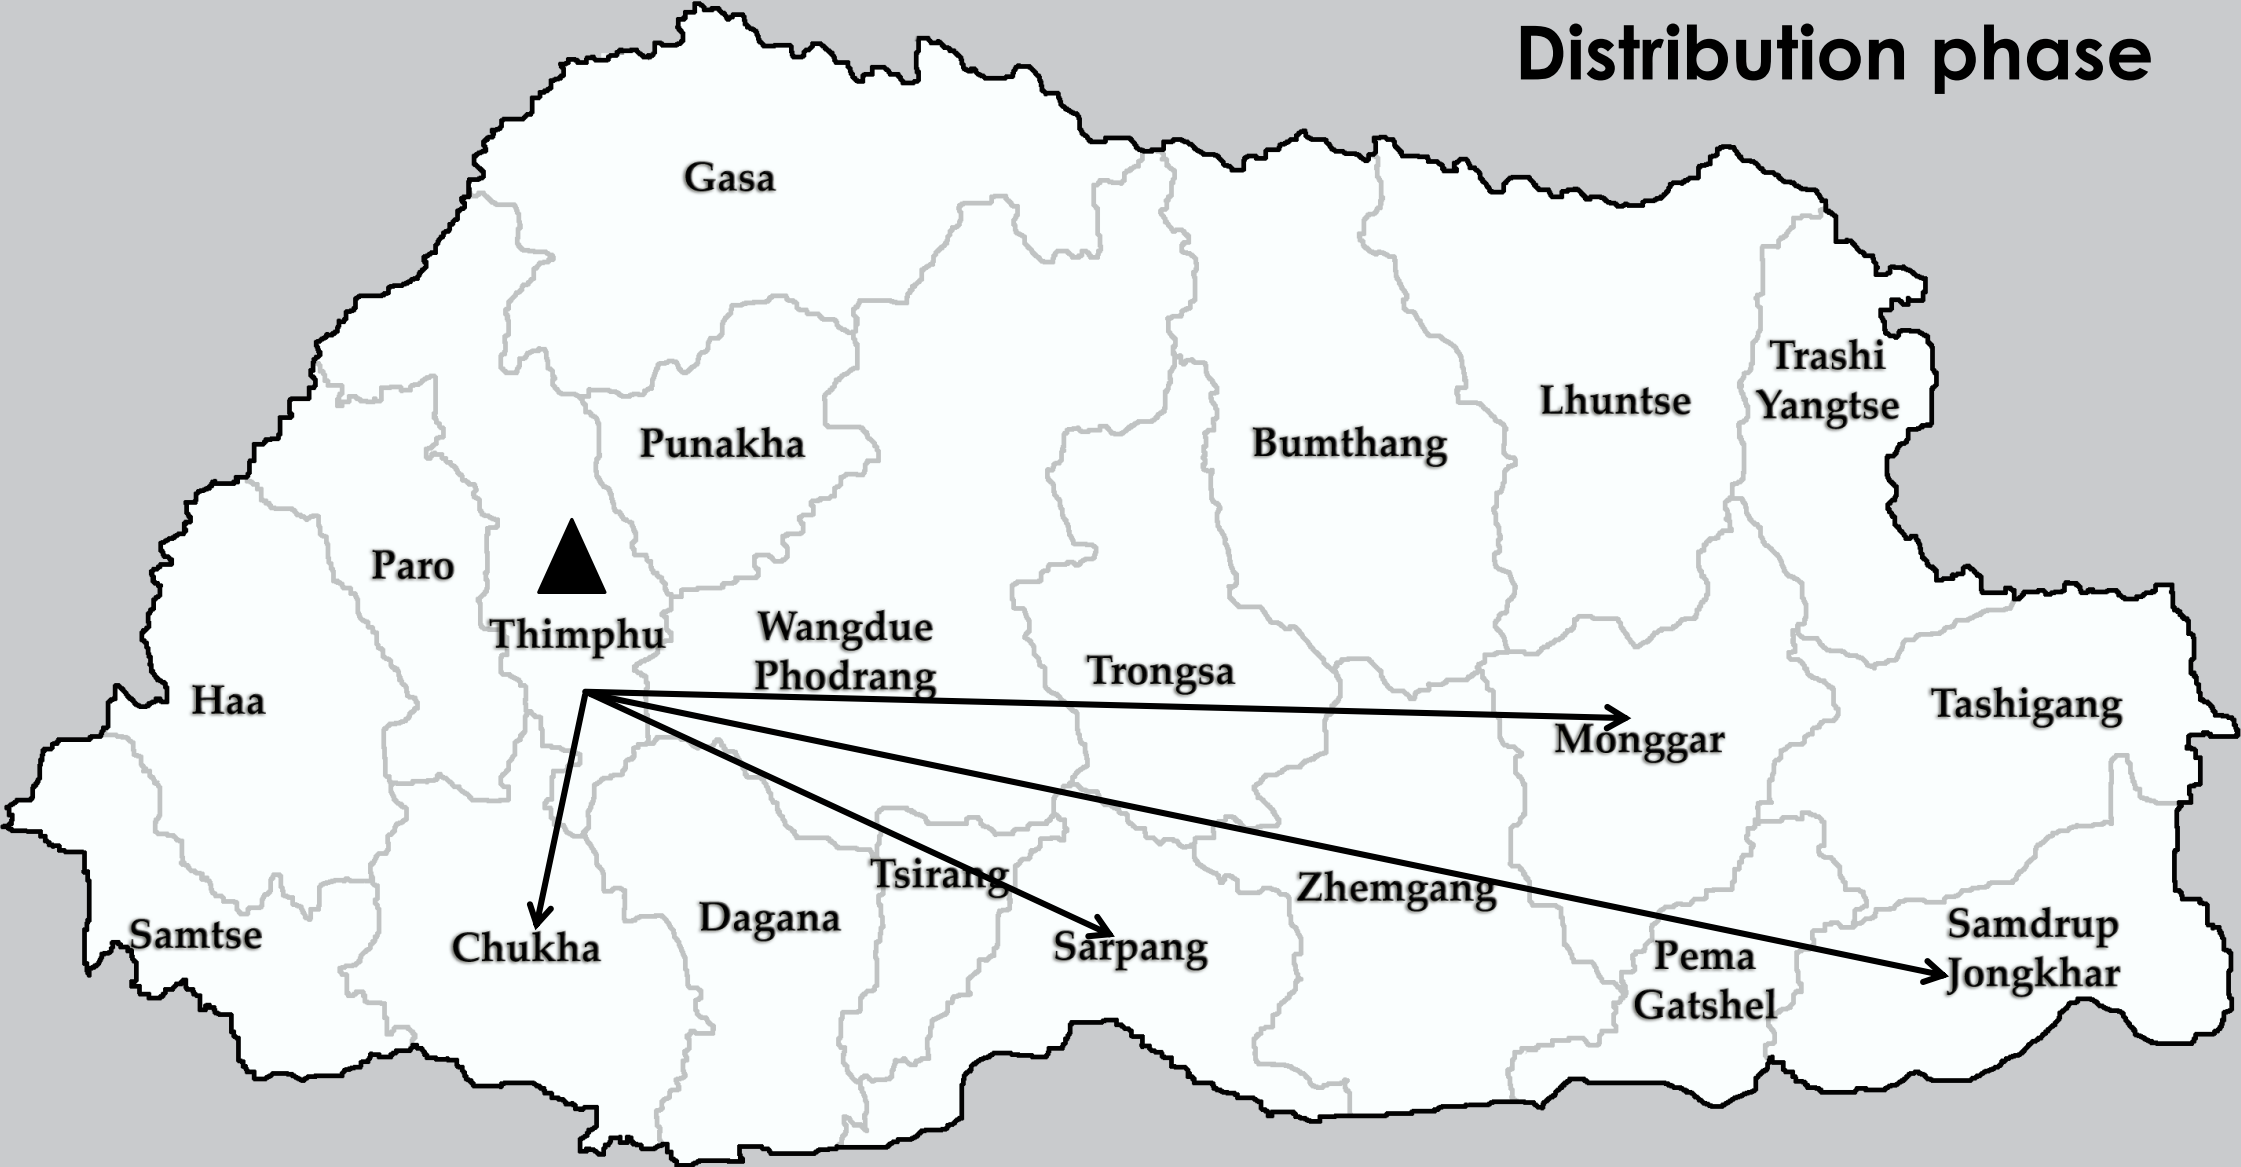 Distribution phase
Gasa
Trashi
Yangtse
Lhuntse
Punakha
Bumthang
Paro
Thimphu
Wangdue
Phodrang
Trongsa
Haa
Tashigang
Monggar
Tsirang
Zhemgang
Dagana
Samtse
Chukha
Sarpang
Pema
Gatshel
Samdrup
Jongkhar